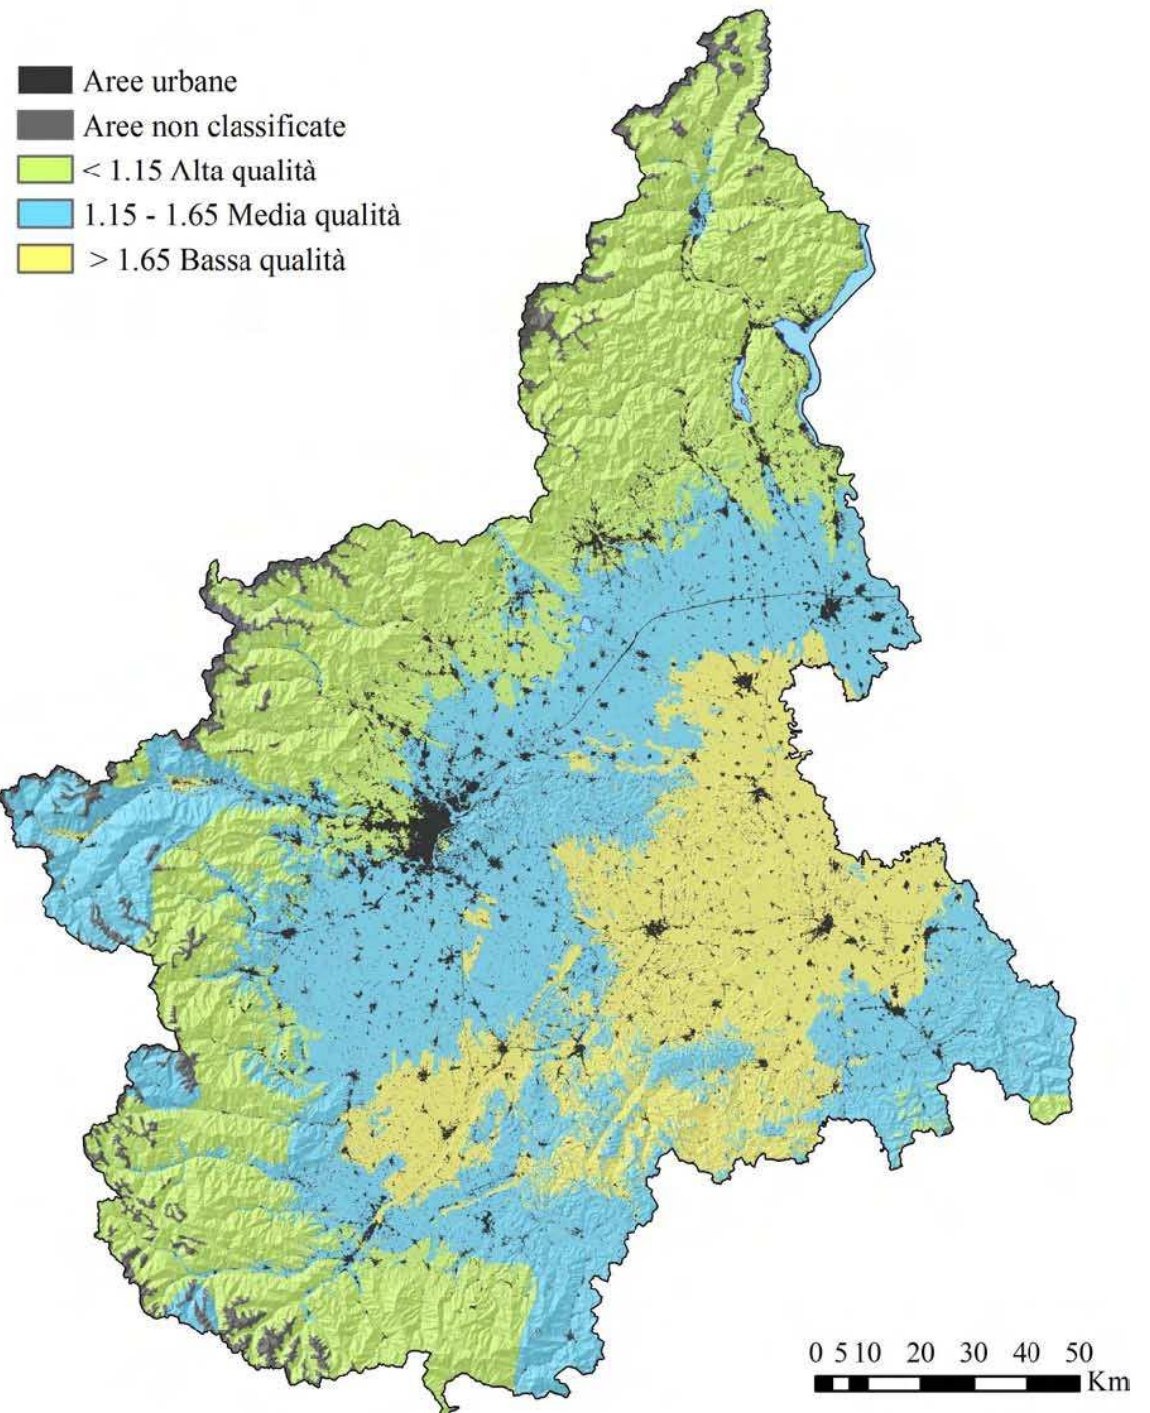 Aree urbane
Aree non classificate
< 1.15 Alta qualità
1.15 - 1.65 Media qualità
> 1.65 Bassa qualità
0 5 10 20 30 40 50
Km